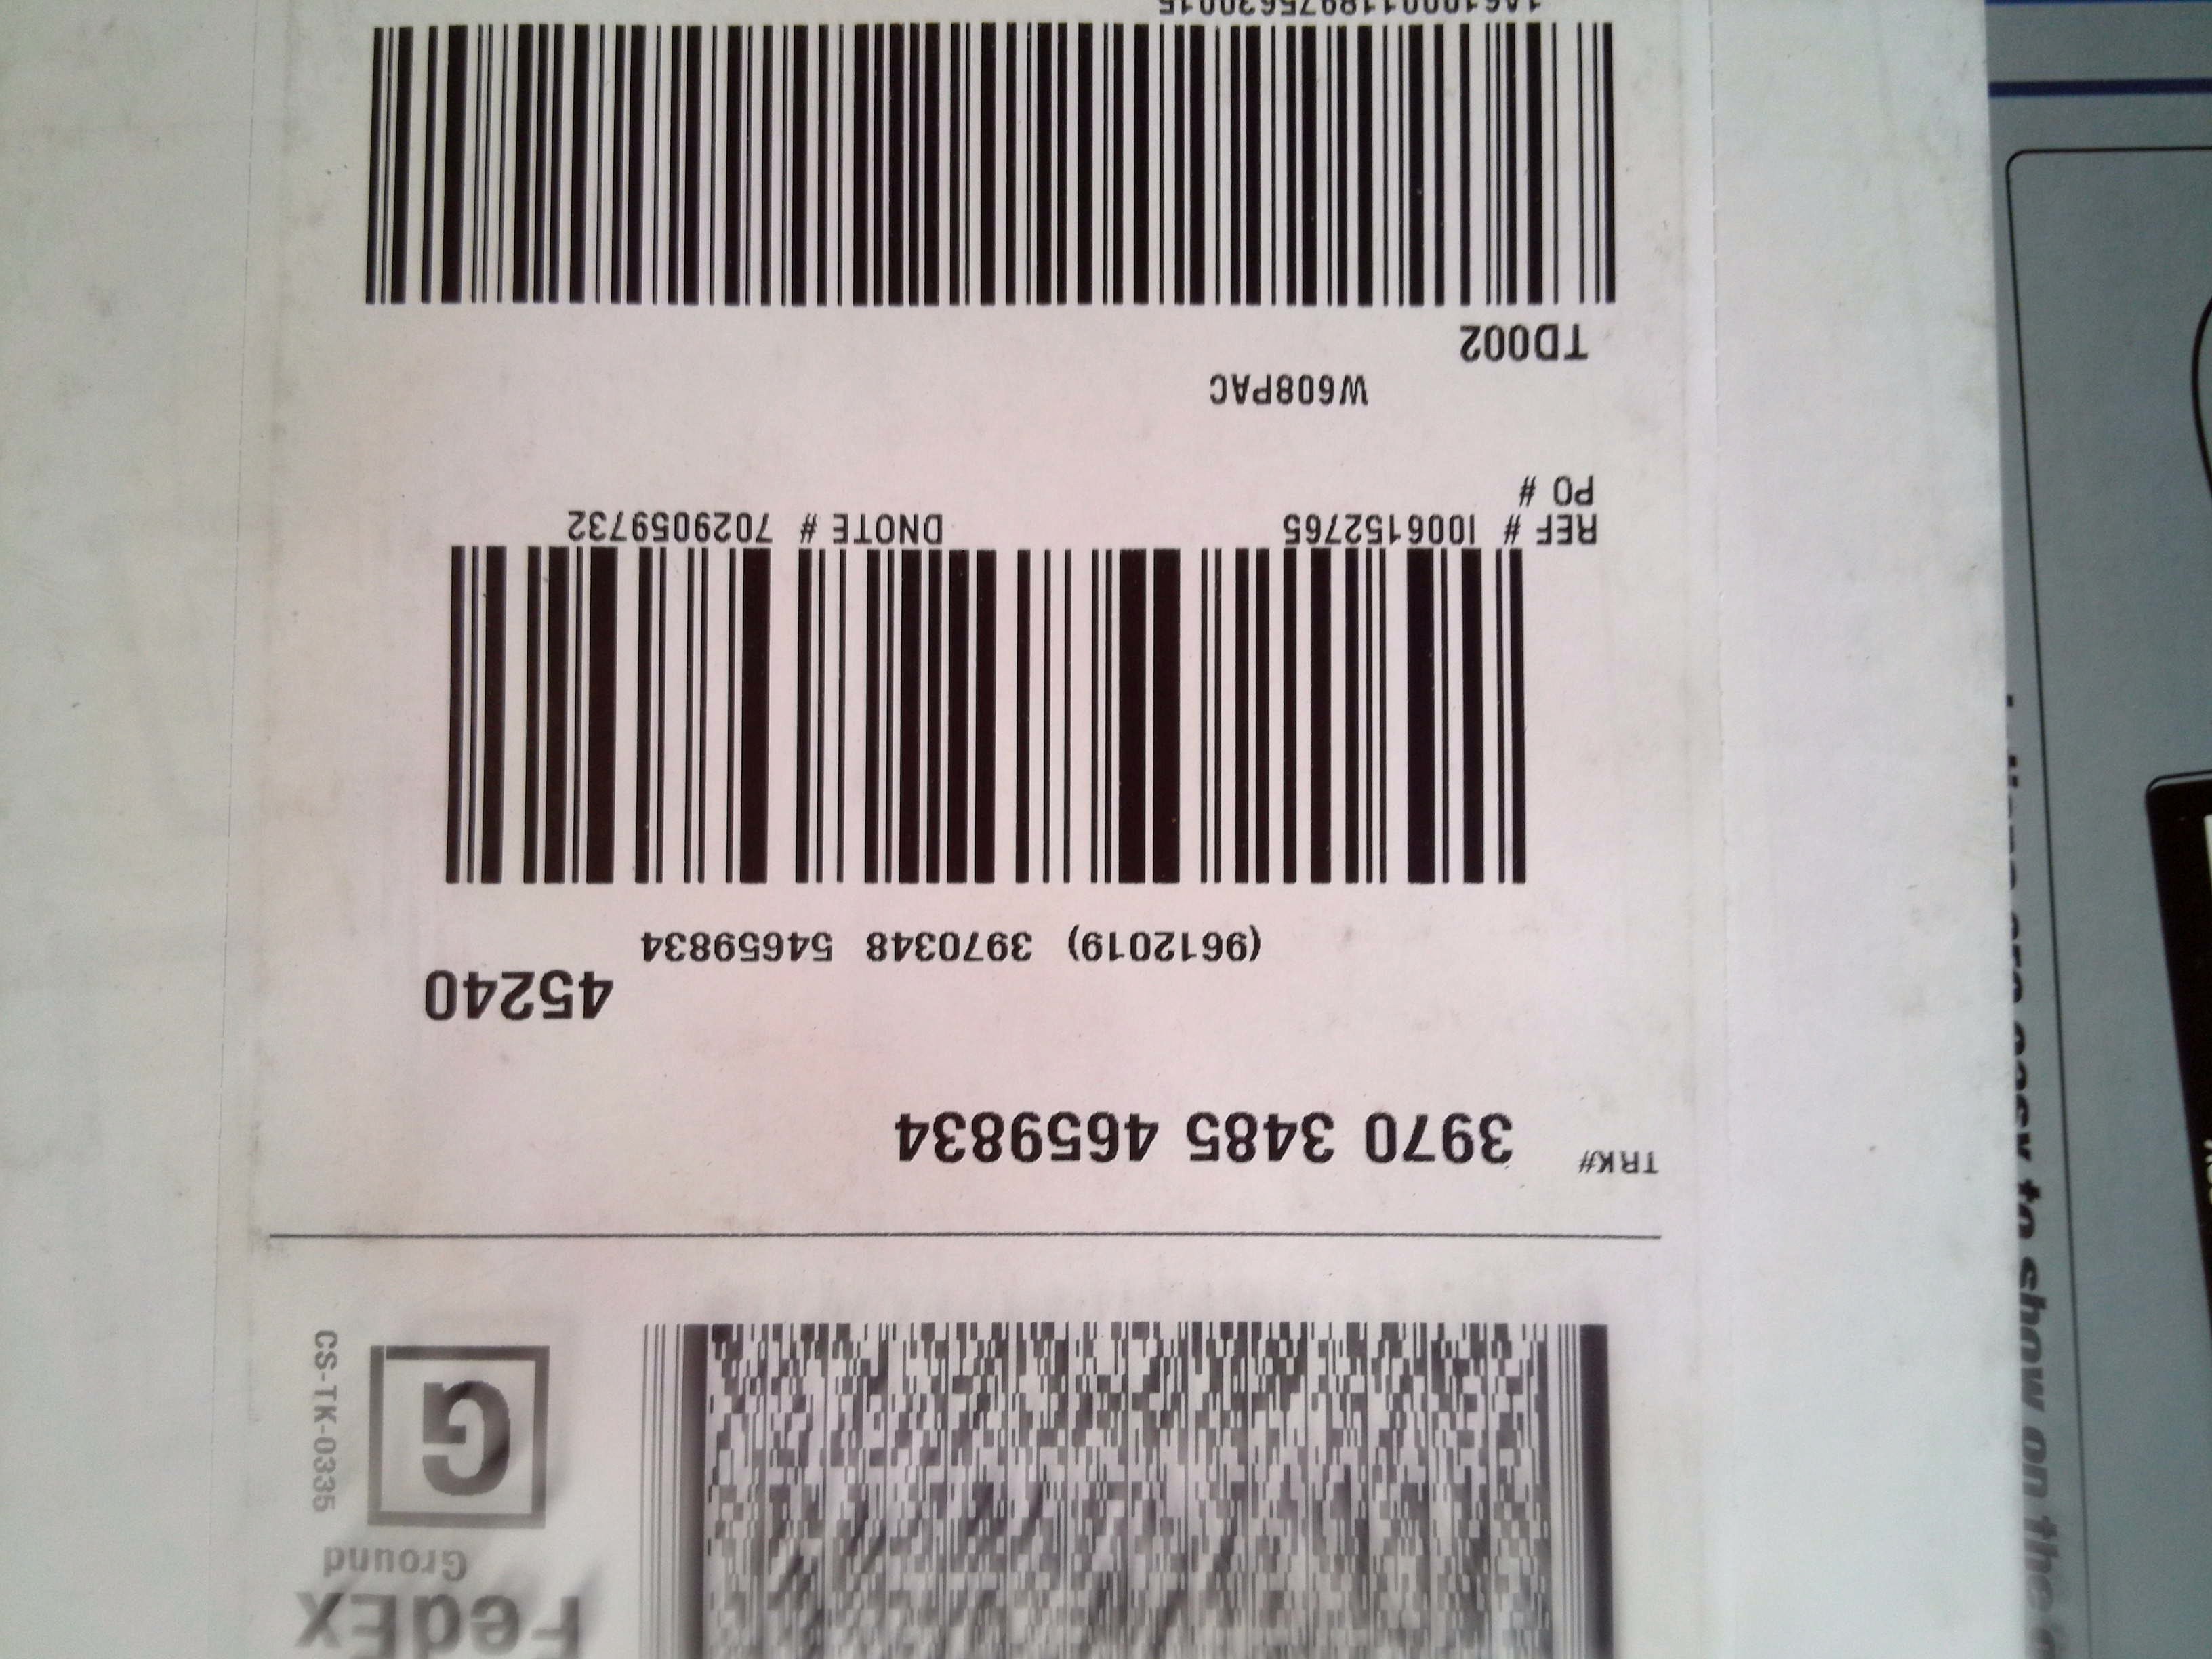 FedEx
Ground
G
CS-TK-0335
TRK#
3970 3485 4659834
45240
(9612019) 3970348 54659834
REF # I006152765 DNOTE # 7029059732
PO #
W608PAC
TD002